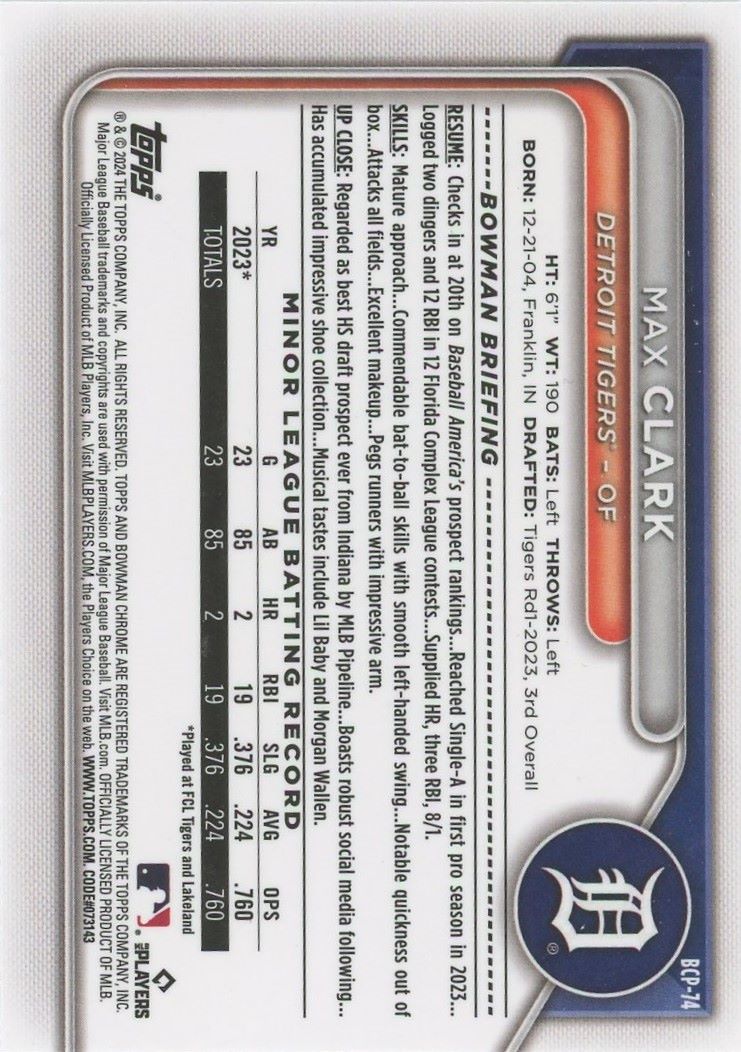 BCP-74
MAX CLARK
DETROIT TIGERS® - OF
HT: 6'1" WT: 190 BATS: Left THROWS: Left
BORN: 12-21-04, Franklin, IN DRAFTED: Tigers Rd1-2023, 3rd Overall
BOWMAN BRIEFING
RESUME: Checks in at 20th on Baseball America's prospect rankings...Reached Single-A in first pro season in 2023...
Logged two dingers and 12 RBI in 12 Florida Complex League contests...Supplied HR, three RBI, 8/1.
SKILLS: Mature approach...Commendable bat-to-ball skills with smooth left-handed swing...Notable quickness out of
box...Attacks all fields...Excellent makeup...Pegs runners with impressive arm.
UP CLOSE: Regarded as best HS draft prospect ever from Indiana by MLB Pipeline...Boasts robust social media following...
Has accumulated impressive shoe collection...Musical tastes include Lil Baby and Morgan Wallen.
MINOR LEAGUE BATTING RECORD
YR G AB HR RBI SLG AVG OPS
2023* 23 85 2 19 .376 .224 .760
TOTALS 23 85 2 19 .376 .224 .760
*Played at FCL Tigers and Lakeland
topps®
MLB PLAYERS
® & © 2024 THE TOPPS COMPANY, INC. ALL RIGHTS RESERVED. TOPPS AND BOWMAN CHROME ARE REGISTERED TRADEMARKS OF THE TOPPS COMPANY, INC.
Major League Baseball trademarks and copyrights are used with permission of Major League Baseball. Visit MLB.com. OFFICIALLY LICENSED PRODUCT OF MLB.
Officially Licensed Product of MLB Players, Inc. Visit MLBPLAYERS.COM, the Players Choice on the web. WWW.TOPPS.COM. CODE#073143